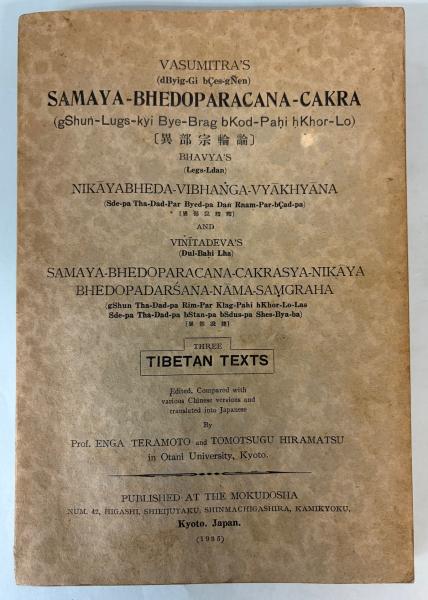 VASUMITRA'S
(dByig-Gi bÇes-gÑen)
SAMAYA-BHEDOPARACANA-CAKRA
(gShuṅ-Lugs-kyi Bye-Brag bKod-Paḥi ḥKhor-Lo)
〔異部宗輪論〕
BHAVYA'S
(Legs-Ldan)
NIKĀYABHEDA-VIBHAṄGA-VYĀKHYĀNA
(Sde-pa Tha-Dad-Par Byed-pa Daṅ Rnam-Par-bÇad-pa)
AND
VINĪTADEVA'S
(Dul-Baḥi Lha)
SAMAYA-BHEDOPARACANA-CAKRASYA-NIKĀYA
BHEDOPADARŚANA-NĀMA-SAṂGRAHA
(gShun Tha-Dad-pa Rim-Par Klag-Paḥi ḥKhor-Lo-Las
Sde-pa Tha-Dad-pa bStan-pa bSdus-pa Shes-Bya-ba)
THREE
TIBETAN TEXTS
Edited, Compared with
various Chinese versions and
translated into Japanese
By
Prof. ENGA TERAMOTO and TOMOTSUGU HIRAMATSU
in Otani University, Kyoto.
PUBLISHED AT THE MOKUDOSHA
NUM. 42, HIGASHI, SHIEIJUTAKU, SHINMACHIGASHIRA, KAMIKYOKU,
Kyoto. Japan.
(1935)